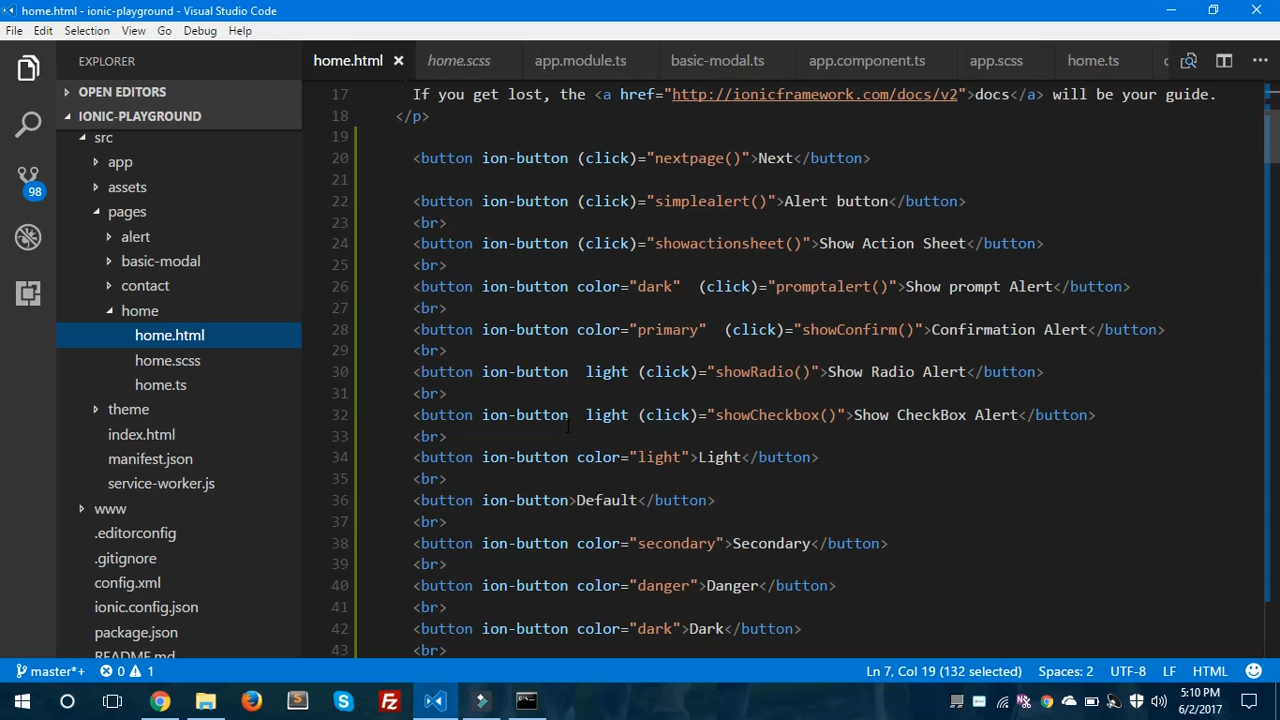 home.html - ionic-playground - Visual Studio Code
File Edit Selection View Go Debug Help
EXPLORER
OPEN EDITORS
IONIC-PLAYGROUND
src
app
assets
pages
alert
basic-modal
contact
home
home.html
home.scss
home.ts
theme
index.html
manifest.json
service-worker.js
www
.editorconfig
.gitignore
config.xml
ionic.config.json
package.json
README.md
98
home.html home.scss app.module.ts basic-modal.ts app.component.ts app.scss home.ts
17 If you get lost, the <a href="http://ionicframework.com/docs/v2">docs</a> will be your guide.
18 </p>
19
20 <button ion-button (click)="nextpage()">Next</button>
21
22 <button ion-button (click)="simplealert()">Alert button</button>
23 <br>
24 <button ion-button (click)="showactionsheet()">Show Action Sheet</button>
25 <br>
26 <button ion-button color="dark"  (click)="promptalert()">Show prompt Alert</button>
27 <br>
28 <button ion-button color="primary"  (click)="showConfirm()">Confirmation Alert</button>
29 <br>
30 <button ion-button  light (click)="showRadio()">Show Radio Alert</button>
31 <br>
32 <button ion-button  light (click)="showCheckbox()">Show CheckBox Alert</button>
33 <br>
34 <button ion-button color="light">Light</button>
35 <br>
36 <button ion-button>Default</button>
37 <br>
38 <button ion-button color="secondary">Secondary</button>
39 <br>
40 <button ion-button color="danger">Danger</button>
41 <br>
42 <button ion-button color="dark">Dark</button>
43 <br>
master*+ 0 1 Ln 7, Col 19 (132 selected) Spaces: 2 UTF-8 LF HTML
5:10 PM
6/2/2017